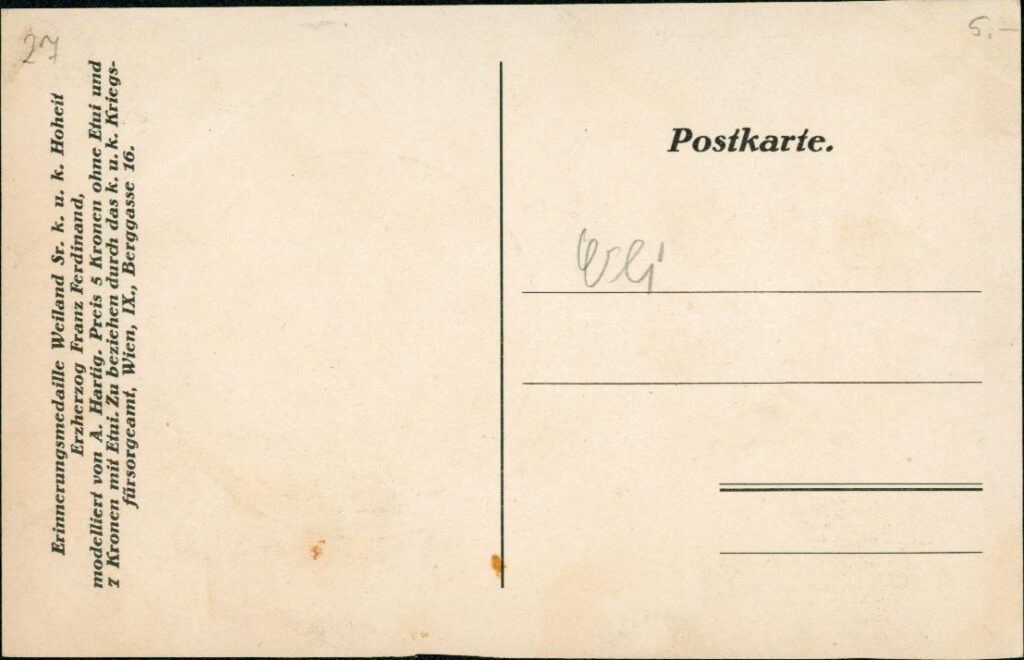 27
5.–
Erinnerungsmedaille Weiland Sr. k. u. k. Hoheit
Erzherzog Franz Ferdinand,
modelliert von A. Hartig. Preis 5 Kronen ohne Etui und
7 Kronen mit Etui. Zu beziehen durch das k. u. k. Kriegs-
fürsorgeamt, Wien, IX., Berggasse 16.
Postkarte.